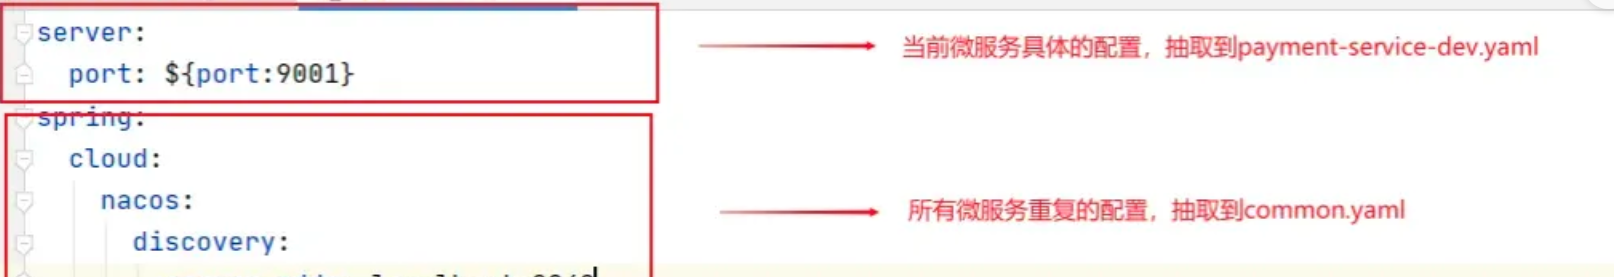 server:
当前微服务具体的配置，抽取到payment-service-dev.yaml
port: ${port:9001}
spring:
cloud:
nacos:
所有微服务重复的配置，抽取到common.yaml
discovery: